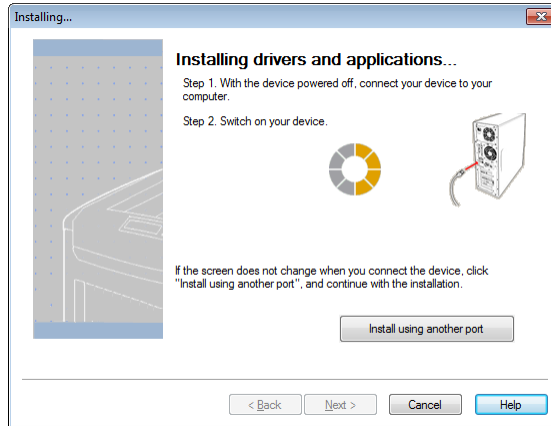 Installing...
Installing drivers and applications...
Step 1. With the device powered off, connect your device to your
computer.
Step 2. Switch on your device.
If the screen does not change when you connect the device, click
"Install using another port", and continue with the installation.
Install using another port
< Back
Next >
Cancel
Help